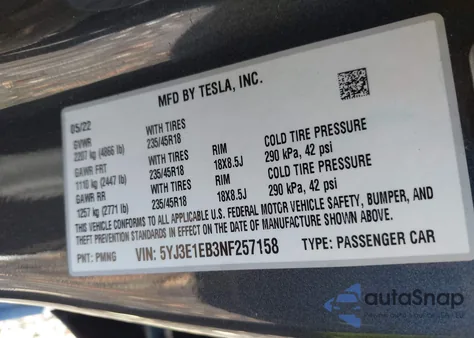 MFD BY TESLA, INC.
05/22
GVWR WITH TIRES
2207 kg (4866 lb) 235/45R18 RIM COLD TIRE PRESSURE
GAWR FRT WITH TIRES 18X8.5J 290 kPa, 42 psi
1110 kg (2447 lb) 235/45R18 RIM COLD TIRE PRESSURE
GAWR RR WITH TIRES 18X8.5J 290 kPa, 42 psi
1257 kg (2771 lb) 235/45R18
THIS VEHICLE CONFORMS TO ALL APPLICABLE U.S. FEDERAL MOTOR VEHICLE SAFETY, BUMPER, AND
THEFT PREVENTION STANDARDS IN EFFECT ON THE DATE OF MANUFACTURE SHOWN ABOVE.
PNT: PMNG VIN: 5YJ3E1EB3NF257158 TYPE: PASSENGER CAR
autoSnap